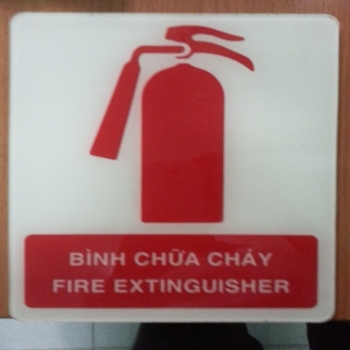 BÌNH CHỮA CHÁY
FIRE EXTINGUISHER